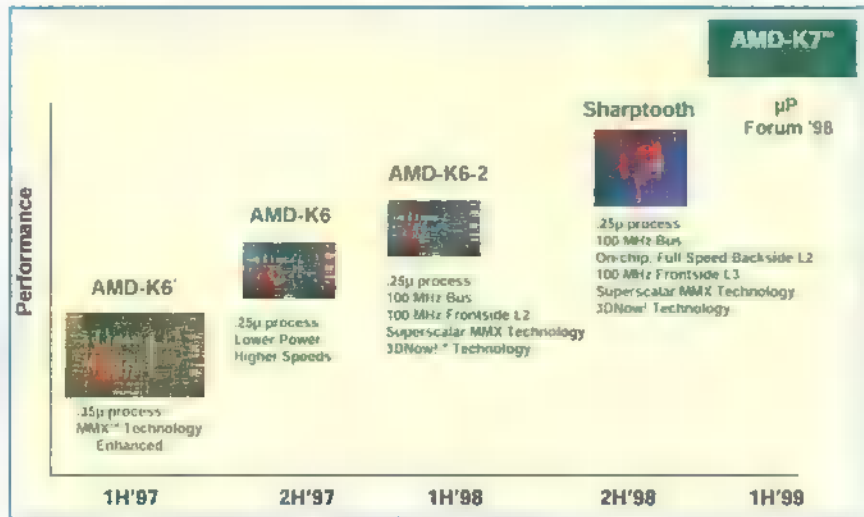 AMD-K7™
µP
Forum '98
Sharptooth
.25µ process
100 MHz Bus
On-chip, Full Speed Backside L2
100 MHz Frontside L3
Superscalar MMX Technology
3DNow! Technology
AMD-K6-2
.25µ process
100 MHz Bus
100 MHz Frontside L2
Superscalar MMX Technology
3DNow!™ Technology
AMD-K6
.25µ process
Lower Power
Higher Speeds
AMD-K6
.35µ process
MMX™ Technology
Enhanced
Performance
1H'97
2H'97
1H'98
2H'98
1H'99